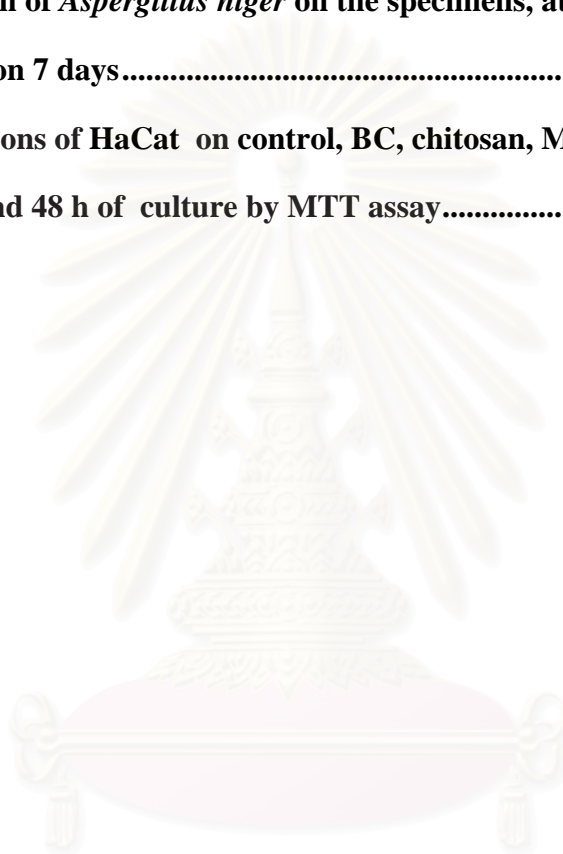 of Aspergillus niger on the specimens, at
on 7 days......................................................
ons of HaCat on control, BC, chitosan, M
nd 48 h of culture by MTT assay...............